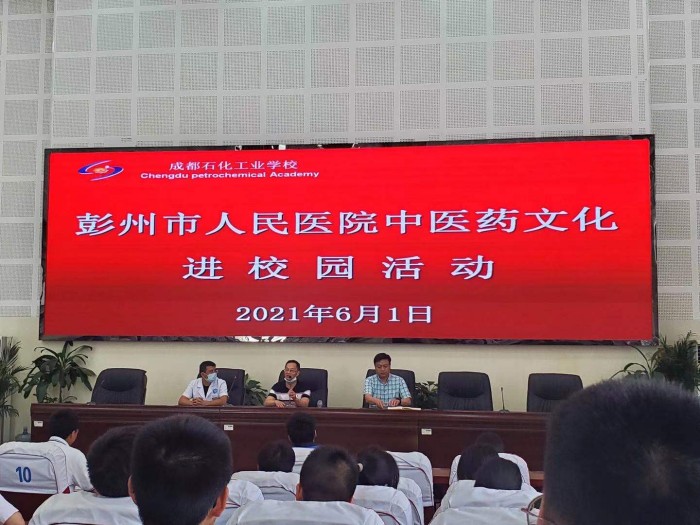 成都石化工业学校
Chengdu petrochemical Academy
彭州市人民医院中医药文化
进校园活动
2021年6月1日
10